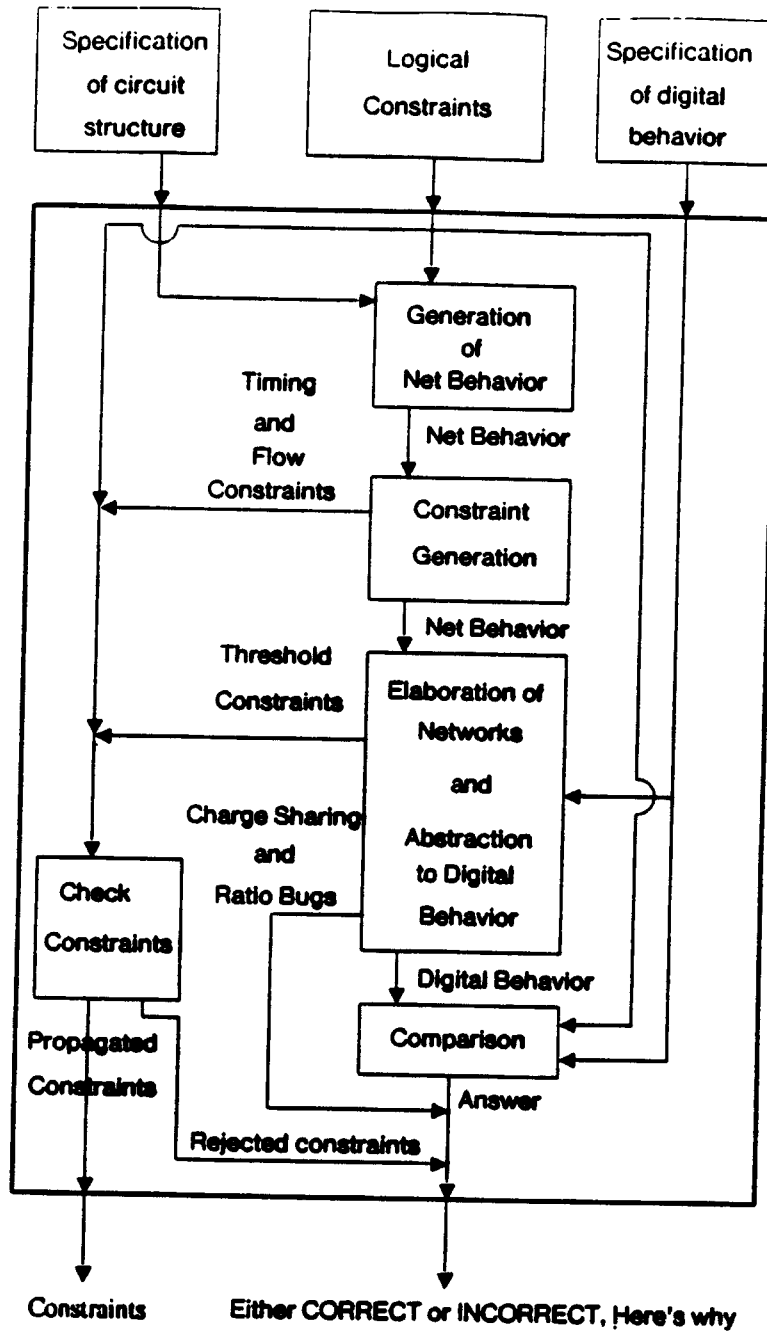 Specification
of circuit
structure
Logical
Constraints
Specification
of digital
behavior
Generation
of
Net Behavior
Timing
and
Flow
Constraints
Net Behavior
Constraint
Generation
Net Behavior
Threshold
Constraints
Elaboration of
Networks
and
Abstraction
to Digital
Behavior
Charge Sharing
and
Ratio Bugs
Check
Constraints
Digital Behavior
Comparison
Propagated
Constraints
Answer
Rejected constraints
Constraints
Either CORRECT or INCORRECT, Here's why